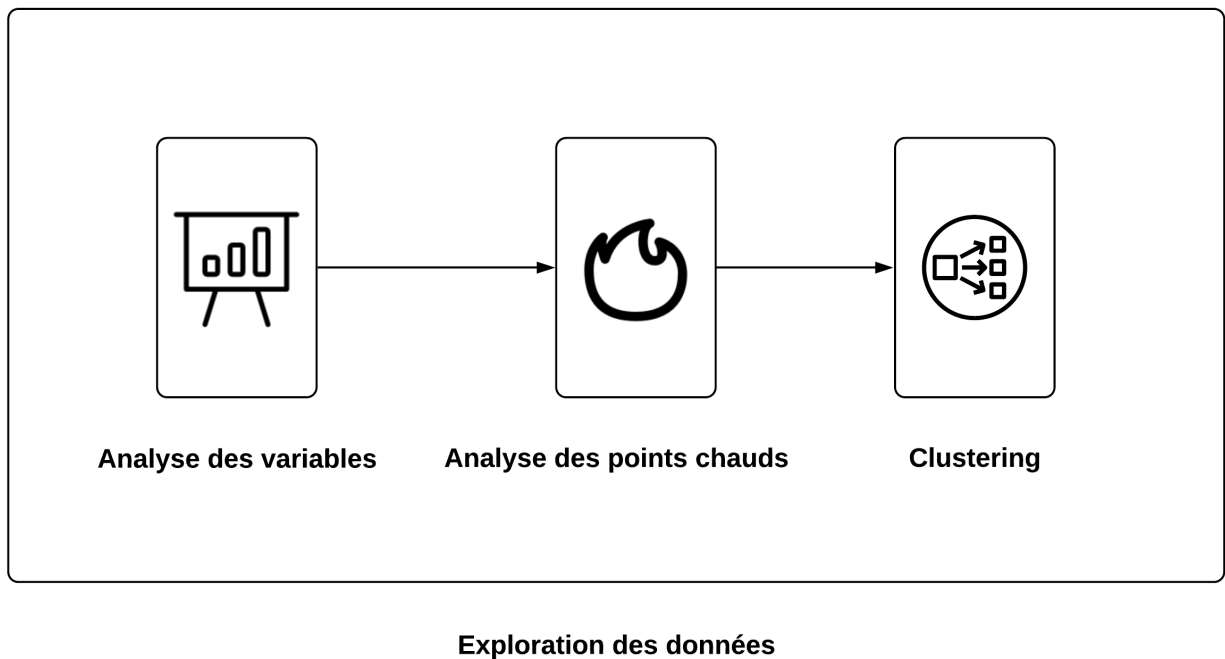 Analyse des variables
Analyse des points chauds
Clustering
Exploration des données